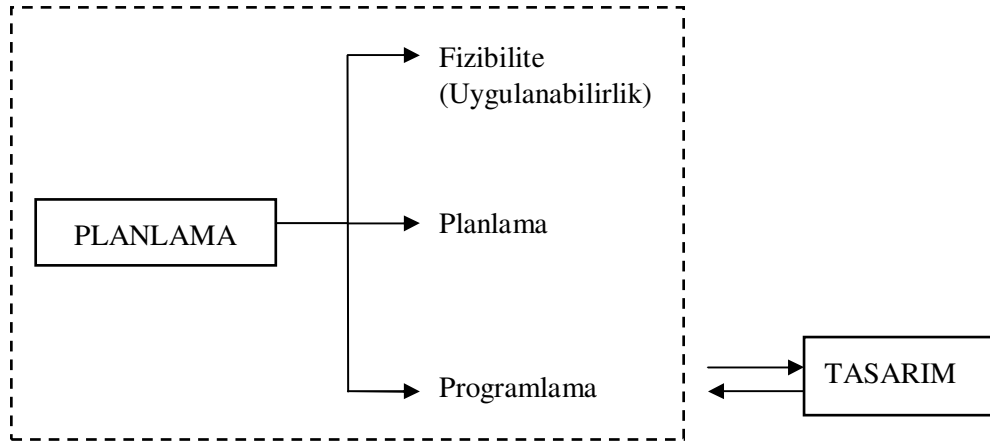 Fizibilite
(Uygulanabilirlik)
PLANLAMA
Planlama
Programlama
TASARIM